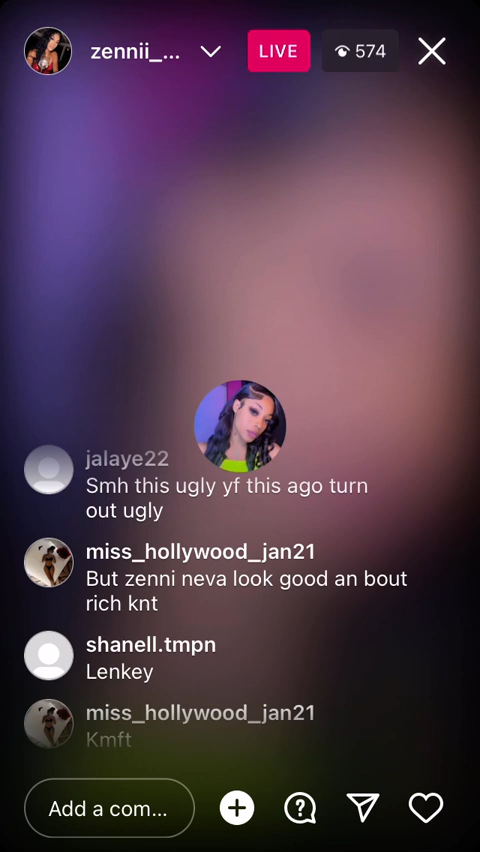 zennii_...
LIVE
574
jalaye22
Smh this ugly yf this ago turn
out ugly
miss_hollywood_jan21
But zenni neva look good an bout
rich knt
shanell.tmpn
Lenkey
miss_hollywood_jan21
Kmft
Add a com...